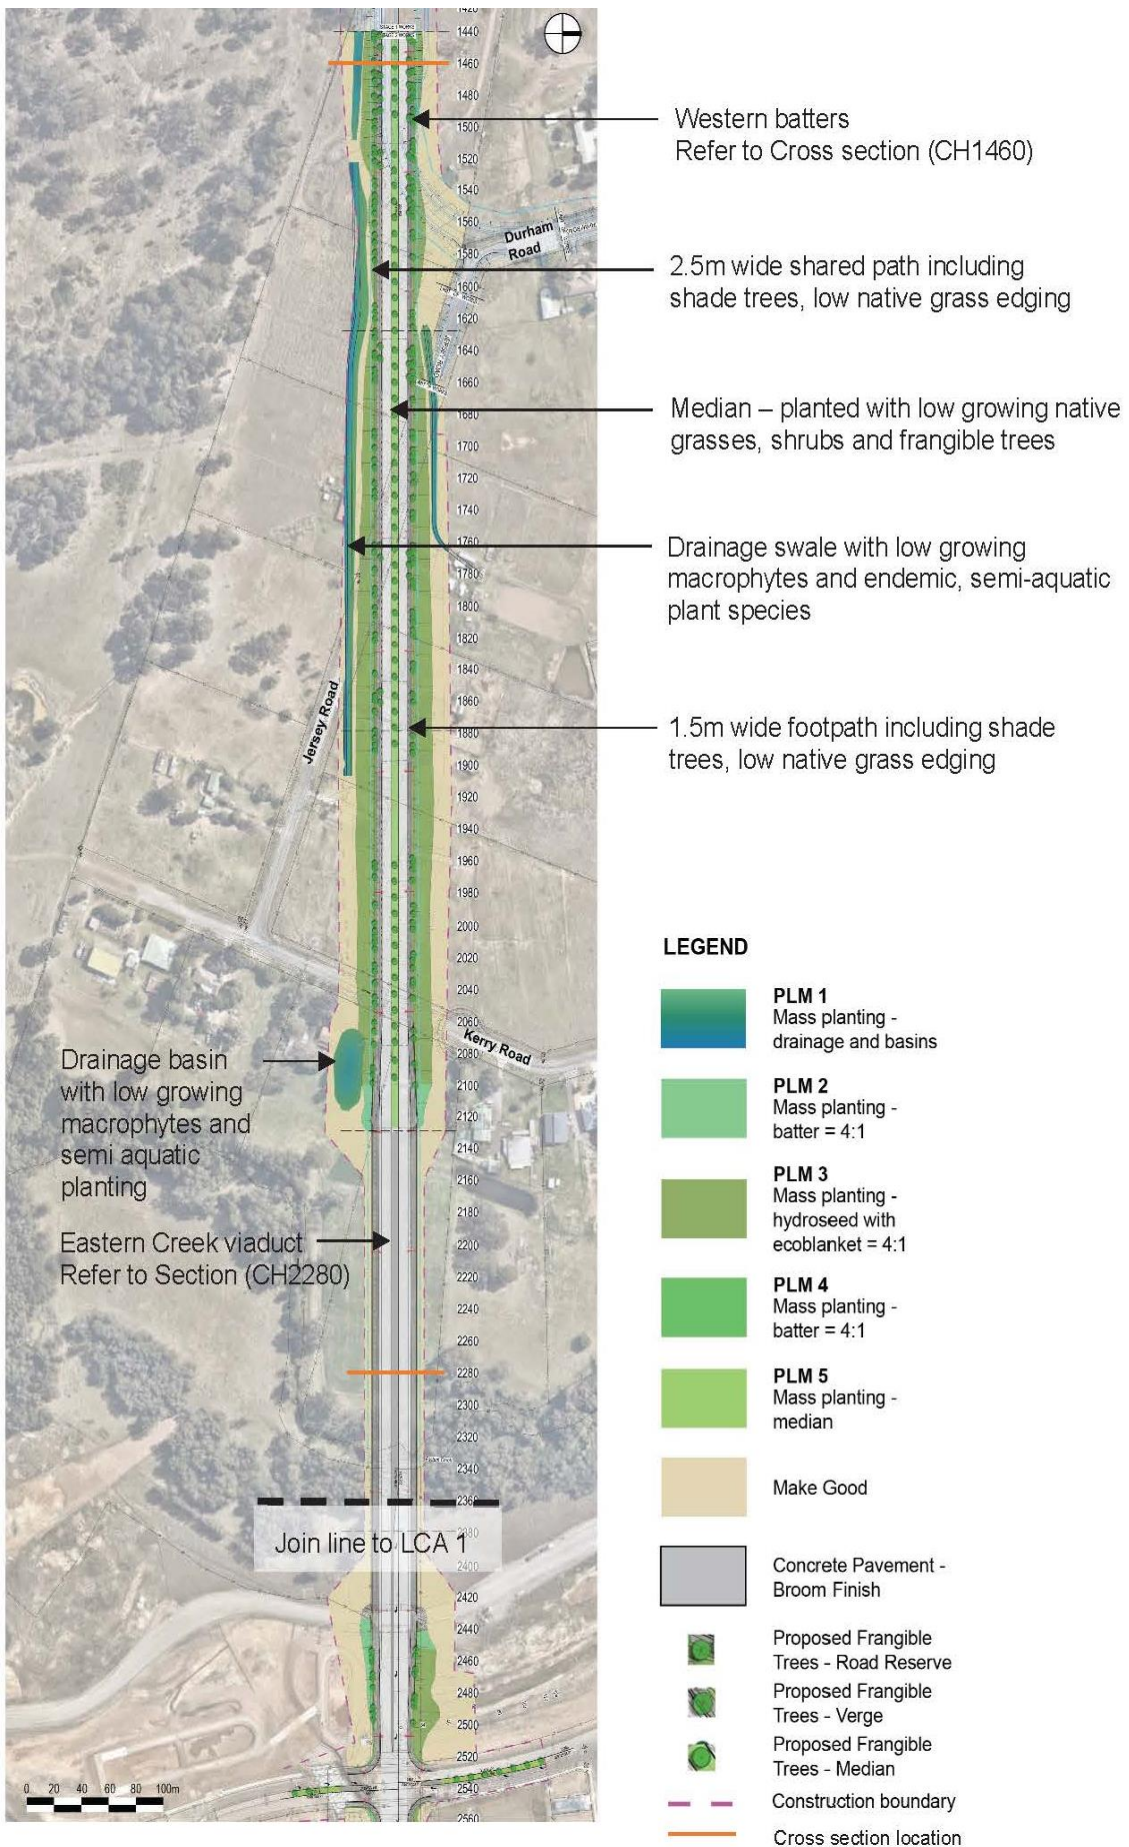 1420
1440
1460
1480
1500
1520
1540
1560
1580
1600
1620
1640
1660
1680
1700
1720
1740
1760
1780
1800
1820
1840
1860
1880
1900
1920
1940
1960
1980
2000
2020
2040
2060
2080
2100
2120
2140
2160
2180
2200
2220
2240
2260
2280
2300
2320
2340
2360
2380
2400
2420
2440
2460
2480
2500
2520
2540
2560
STAGE 1 WORKS
STAGE 2 WORKS
Western batters
Refer to Cross section (CH1460)
Durham
Road
2.5m wide shared path including
shade trees, low native grass edging
Median – planted with low growing native
grasses, shrubs and frangible trees
Drainage swale with low growing
macrophytes and endemic, semi-aquatic
plant species
Jersey Road
1.5m wide footpath including shade
trees, low native grass edging
Kerry Road
Drainage basin
with low growing
macrophytes and
semi aquatic
planting
Eastern Creek viaduct
Refer to Section (CH2280)
Join line to LCA 1
0 20 40 60 80 100m
LEGEND
PLM 1
Mass planting -
drainage and basins
PLM 2
Mass planting -
batter = 4:1
PLM 3
Mass planting -
hydroseed with
ecoblanket = 4:1
PLM 4
Mass planting -
batter = 4:1
PLM 5
Mass planting -
median
Make Good
Concrete Pavement -
Broom Finish
Proposed Frangible
Trees - Road Reserve
Proposed Frangible
Trees - Verge
Proposed Frangible
Trees - Median
Construction boundary
Cross section location